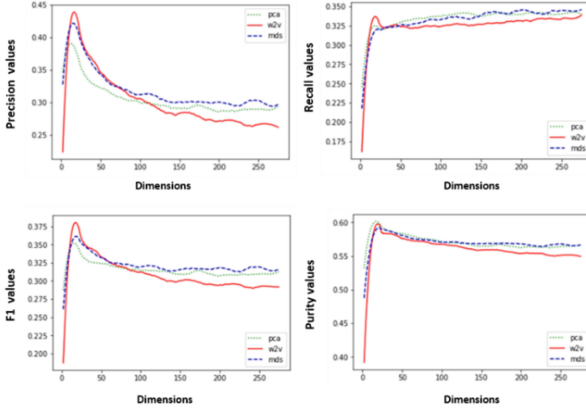 Precision values
0.45
0.40
0.35
0.30
0.25
0 50 100 150 200 250
Dimensions
pca
w2v
mds
Recall values
0.350
0.325
0.300
0.275
0.250
0.225
0.200
0.175
0 50 100 150 200 250
Dimensions
pca
w2v
mds
F1 values
0.375
0.350
0.325
0.300
0.275
0.250
0.225
0.200
0 50 100 150 200 250
Dimensions
pca
w2v
mds
Purity values
0.60
0.55
0.50
0.45
0.40
0 50 100 150 200 250
Dimensions
pca
w2v
mds